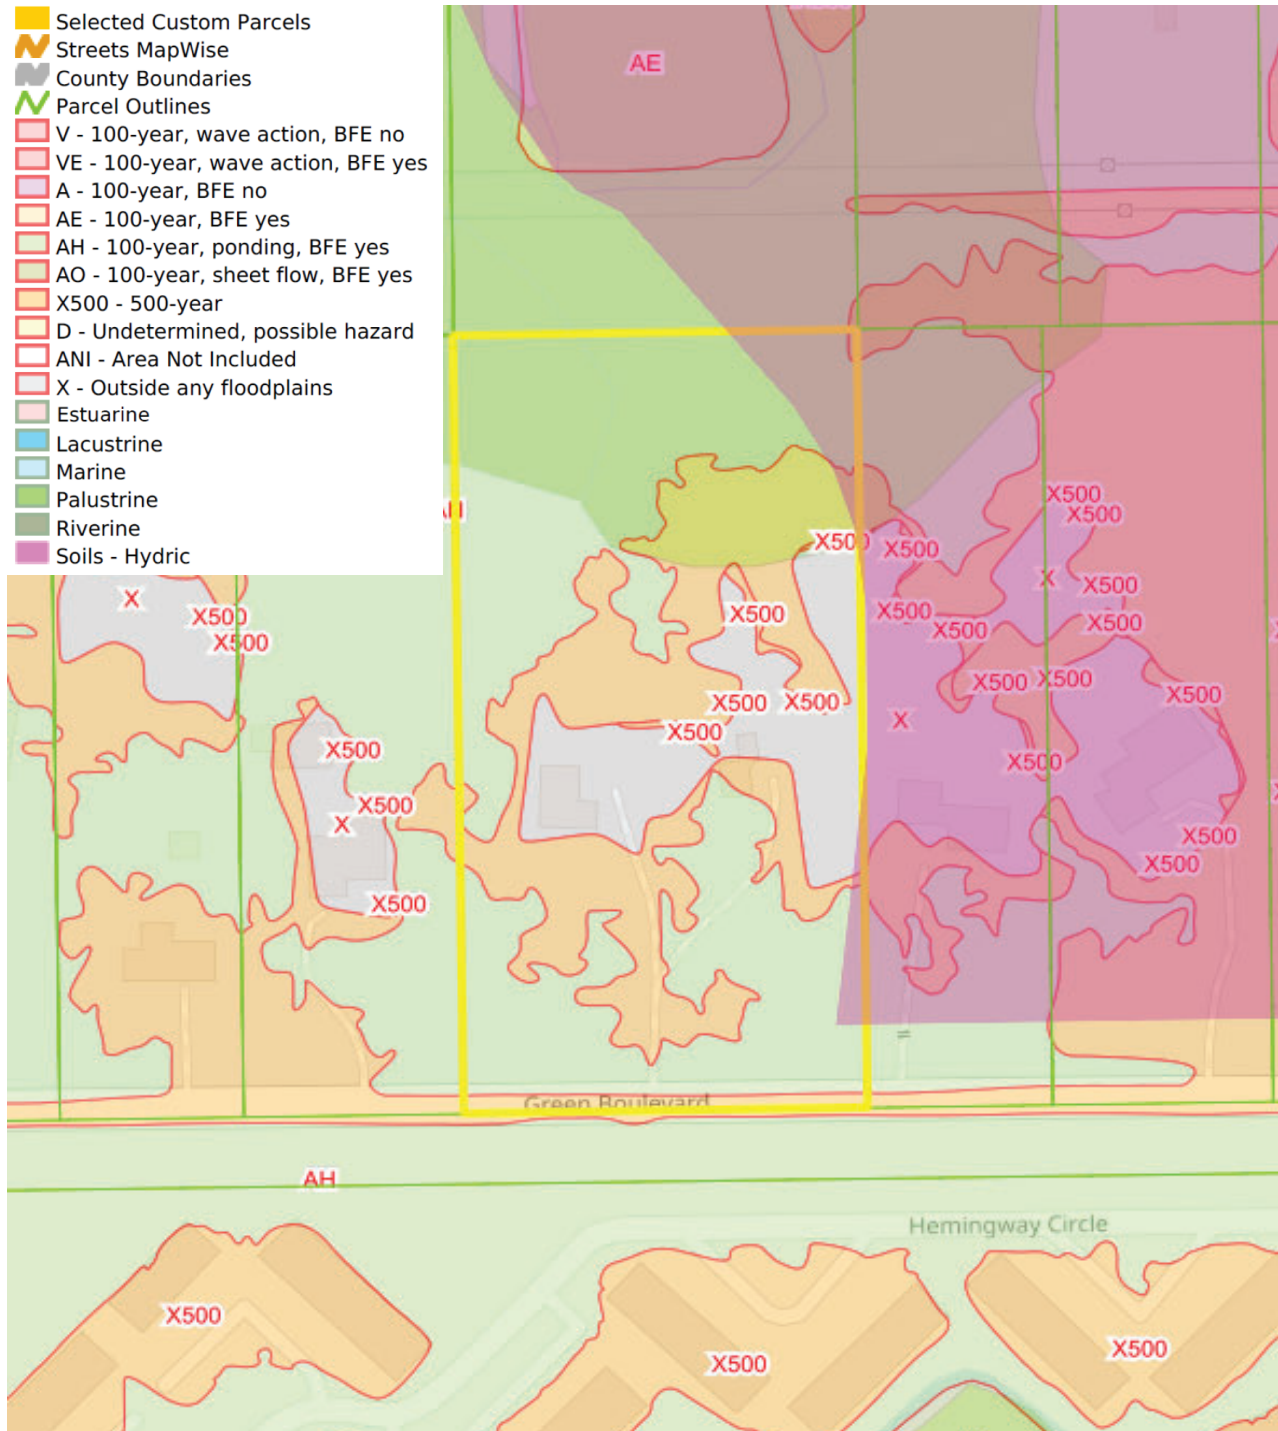 Selected Custom Parcels
Streets MapWise
County Boundaries
Parcel Outlines
V - 100-year, wave action, BFE no
VE - 100-year, wave action, BFE yes
A - 100-year, BFE no
AE - 100-year, BFE yes
AH - 100-year, ponding, BFE yes
AO - 100-year, sheet flow, BFE yes
X500 - 500-year
D - Undetermined, possible hazard
ANI - Area Not Included
X - Outside any floodplains
Estuarine
Lacustrine
Marine
Palustrine
Riverine
Soils - Hydric
AE
X500
X500
X500
X500
X
X500
X
X500
X500
X500
X500
X500
X500
X500
X500
X500
X500
X500
X500
X500
X
X500
X500
X500
X
X500
X500
X500
Green Boulevard
AH
Hemingway Circle
X500
X500
X500